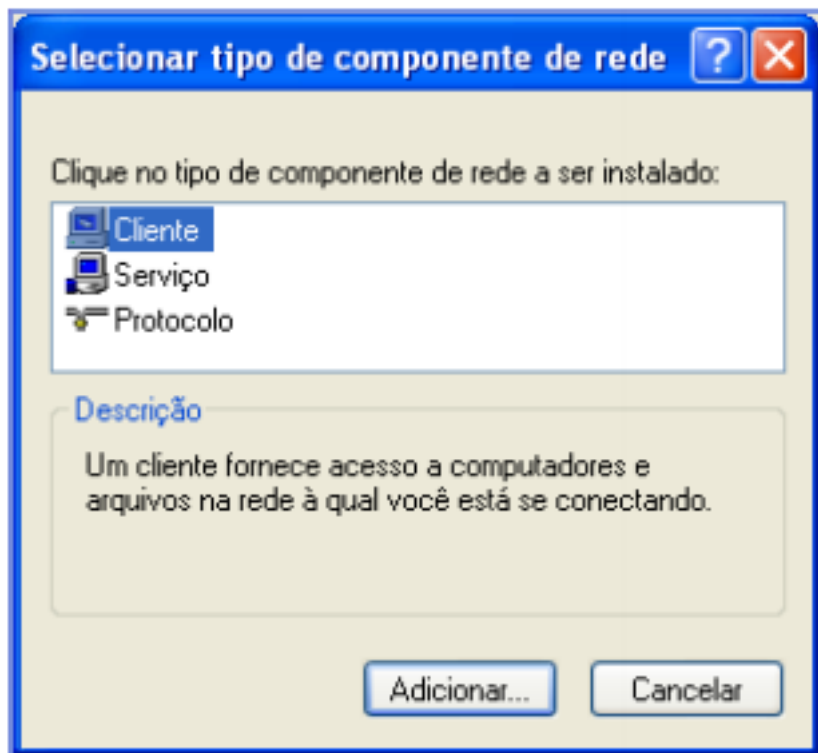 Selecionar tipo de componente de rede
Clique no tipo de componente de rede a ser instalado:
Cliente
Serviço
Protocolo
Descrição
Um cliente fornece acesso a computadores e
arquivos na rede à qual você está se conectando.
Adicionar...
Cancelar